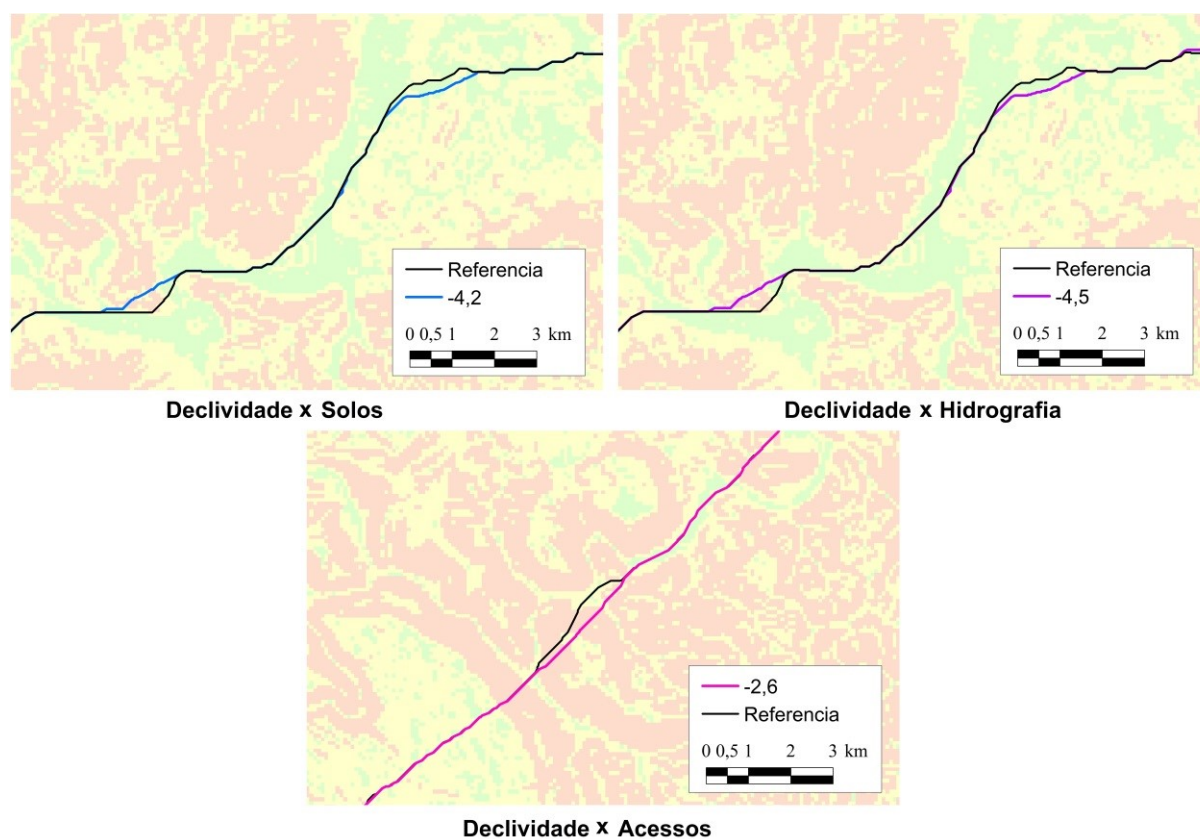 Referencia
-4,2
0 0,5 1 2 3 km
Declividade x Solos
Referencia
-4,5
0 0,5 1 2 3 km
Declividade x Hidrografia
-2,6
Referencia
0 0,5 1 2 3 km
Declividade x Acessos